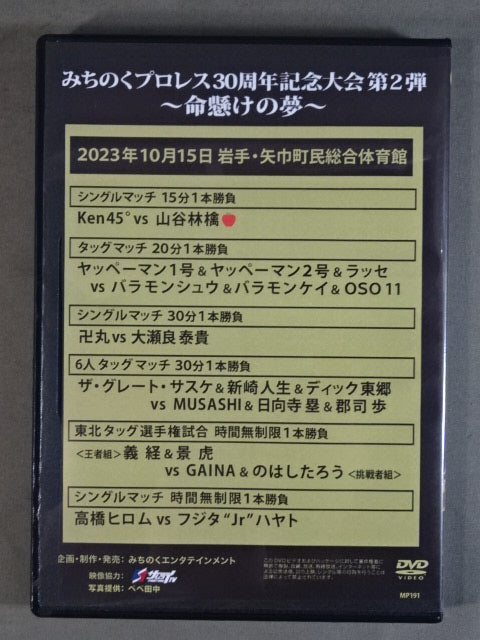 みちのくプロレス30周年記念大会第2弾
～命懸けの夢～
2023年10月15日 岩手・矢巾町民総合体育館
シングルマッチ 15分1本勝負
Ken45° vs 山谷林檎
タッグマッチ 20分1本勝負
ヤッペーマン1号&ヤッペーマン2号&ラッセ
vs バラモンシュウ&バラモンケイ&OSO11
シングルマッチ 30分1本勝負
卍丸 vs 大瀬良泰貴
6人タッグマッチ 30分1本勝負
ザ・グレート・サスケ&新崎人生&ディック東郷
vs MUSASHI&日向寺塁&郡司歩
東北タッグ選手権試合 時間無制限1本勝負
<王者組> 義経&景虎
vs GAINA&のはしたろう <挑戦者組>
シングルマッチ 時間無制限1本勝負
高橋ヒロム vs フジタ“Jr”ハヤト
企画・制作・発売: みちのくエンタテインメント
映像協力:
写真提供: ペペ田中
DVD
VIDEO
MP191